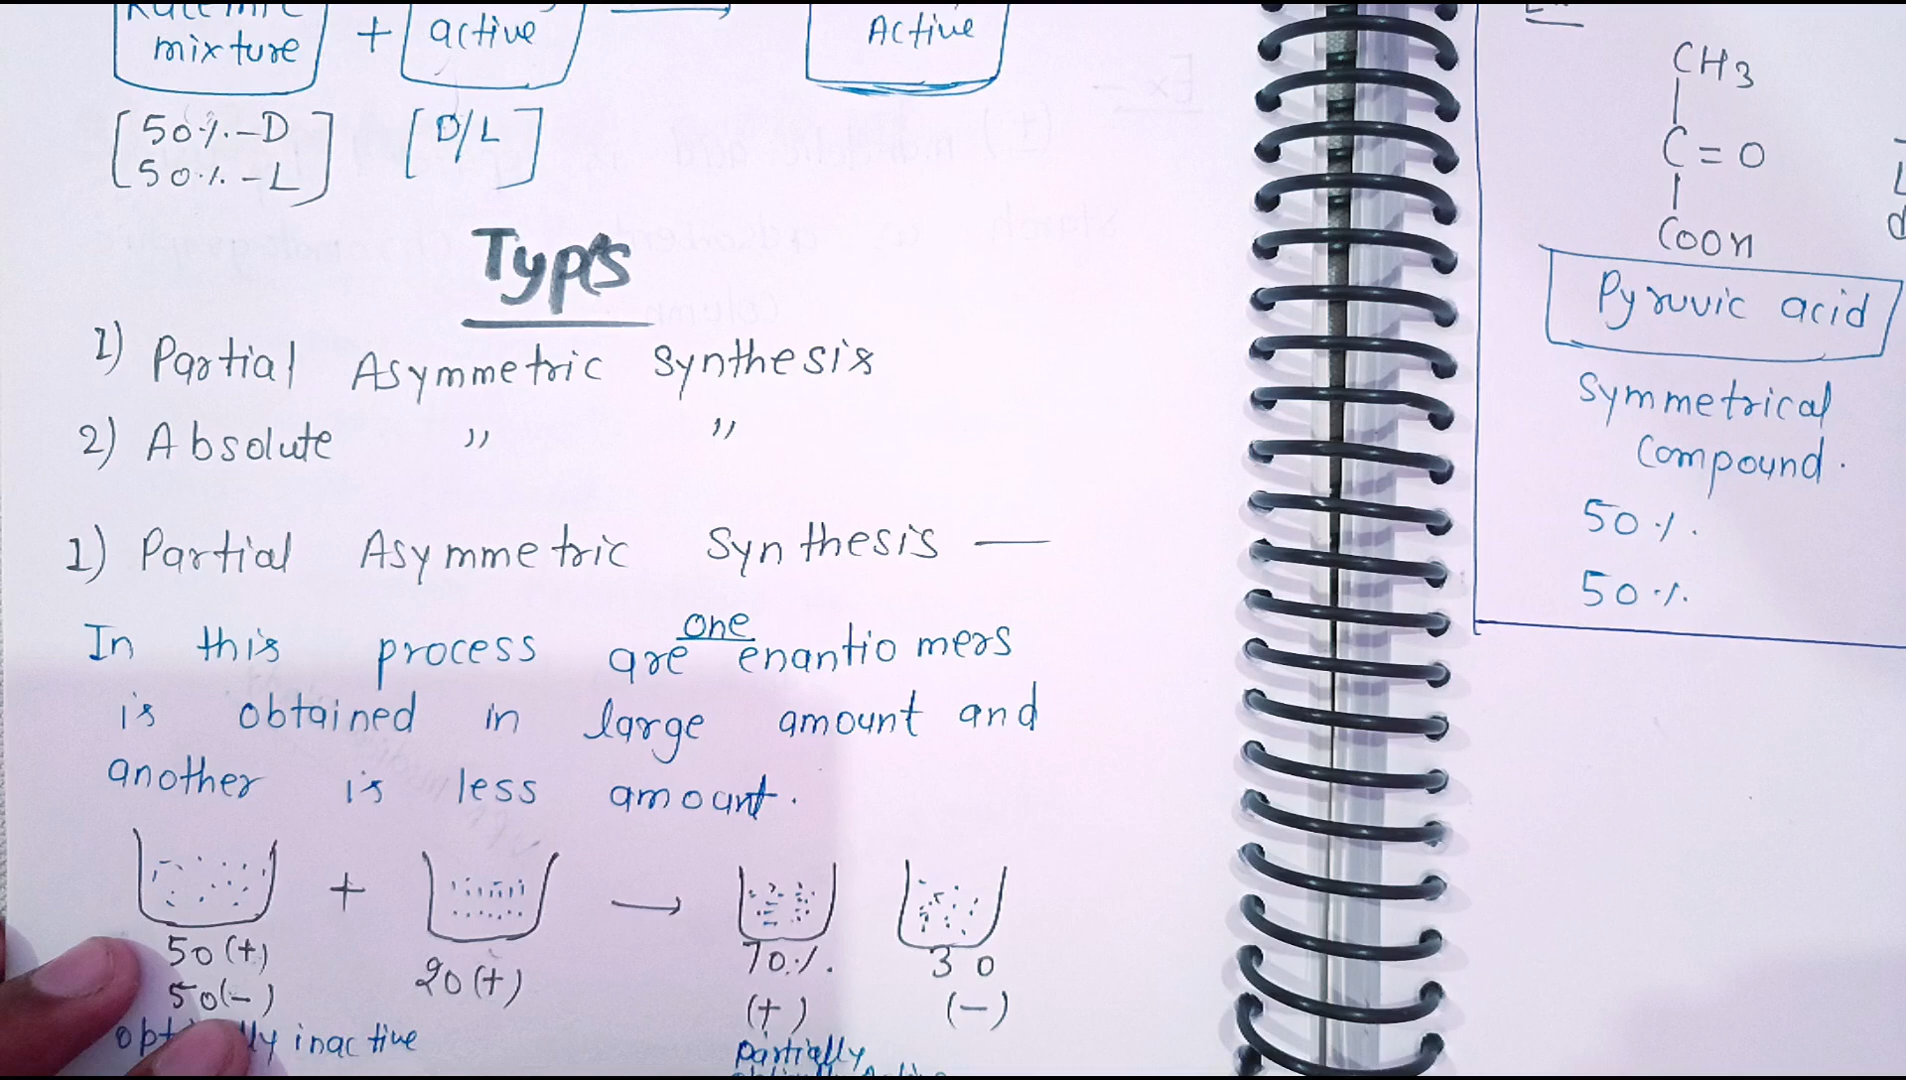 mixture + active Active
[50%-D 50%-L] [D/L]
Typs
1) Partial Asymmetric Synthesis
2) Absolute " "
1) Partial Asymmetric Synthesis —
In this process are one enantiomers
is obtained in large amount and
another is less amount.
+ →
50(+) 20(+) 70% 30
50(-) (+) (-)
inactive partially
CH3
C=O
COOH
Pyruvic acid
Symmetrical
Compound.
50%.
50%.